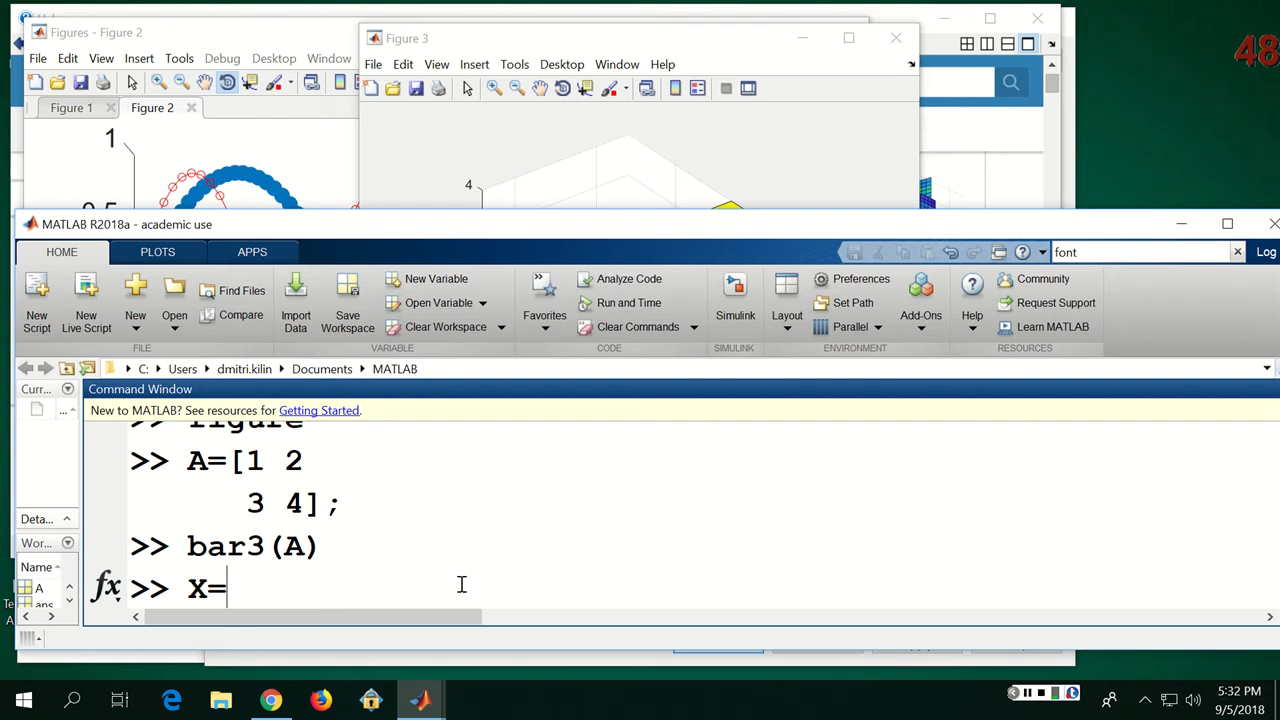 48
Figures - Figure 2
File Edit View Insert Tools Debug Desktop Window
Figure 1 Figure 2
1
0.5
Figure 3
File Edit View Insert Tools Desktop Window Help
4
MATLAB R2018a - academic use
HOME PLOTS APPS
font
Log
New Script
New Live Script
New
Open
Find Files
Compare
Import Data
Save Workspace
New Variable
Open Variable
Clear Workspace
Favorites
Analyze Code
Run and Time
Clear Commands
Simulink
Layout
Preferences
Set Path
Parallel
Add-Ons
Help
Community
Request Support
Learn MATLAB
FILE VARIABLE CODE SIMULINK ENVIRONMENT RESOURCES
C: Users dmitri.kilin Documents MATLAB
Curr...
...
Deta...
Wor...
Name
A
ans
Command Window
New to MATLAB? See resources for Getting Started.
>> figure
>> A=[1 2
3 4];
>> bar3(A)
fx >> X=
5:32 PM
9/5/2018